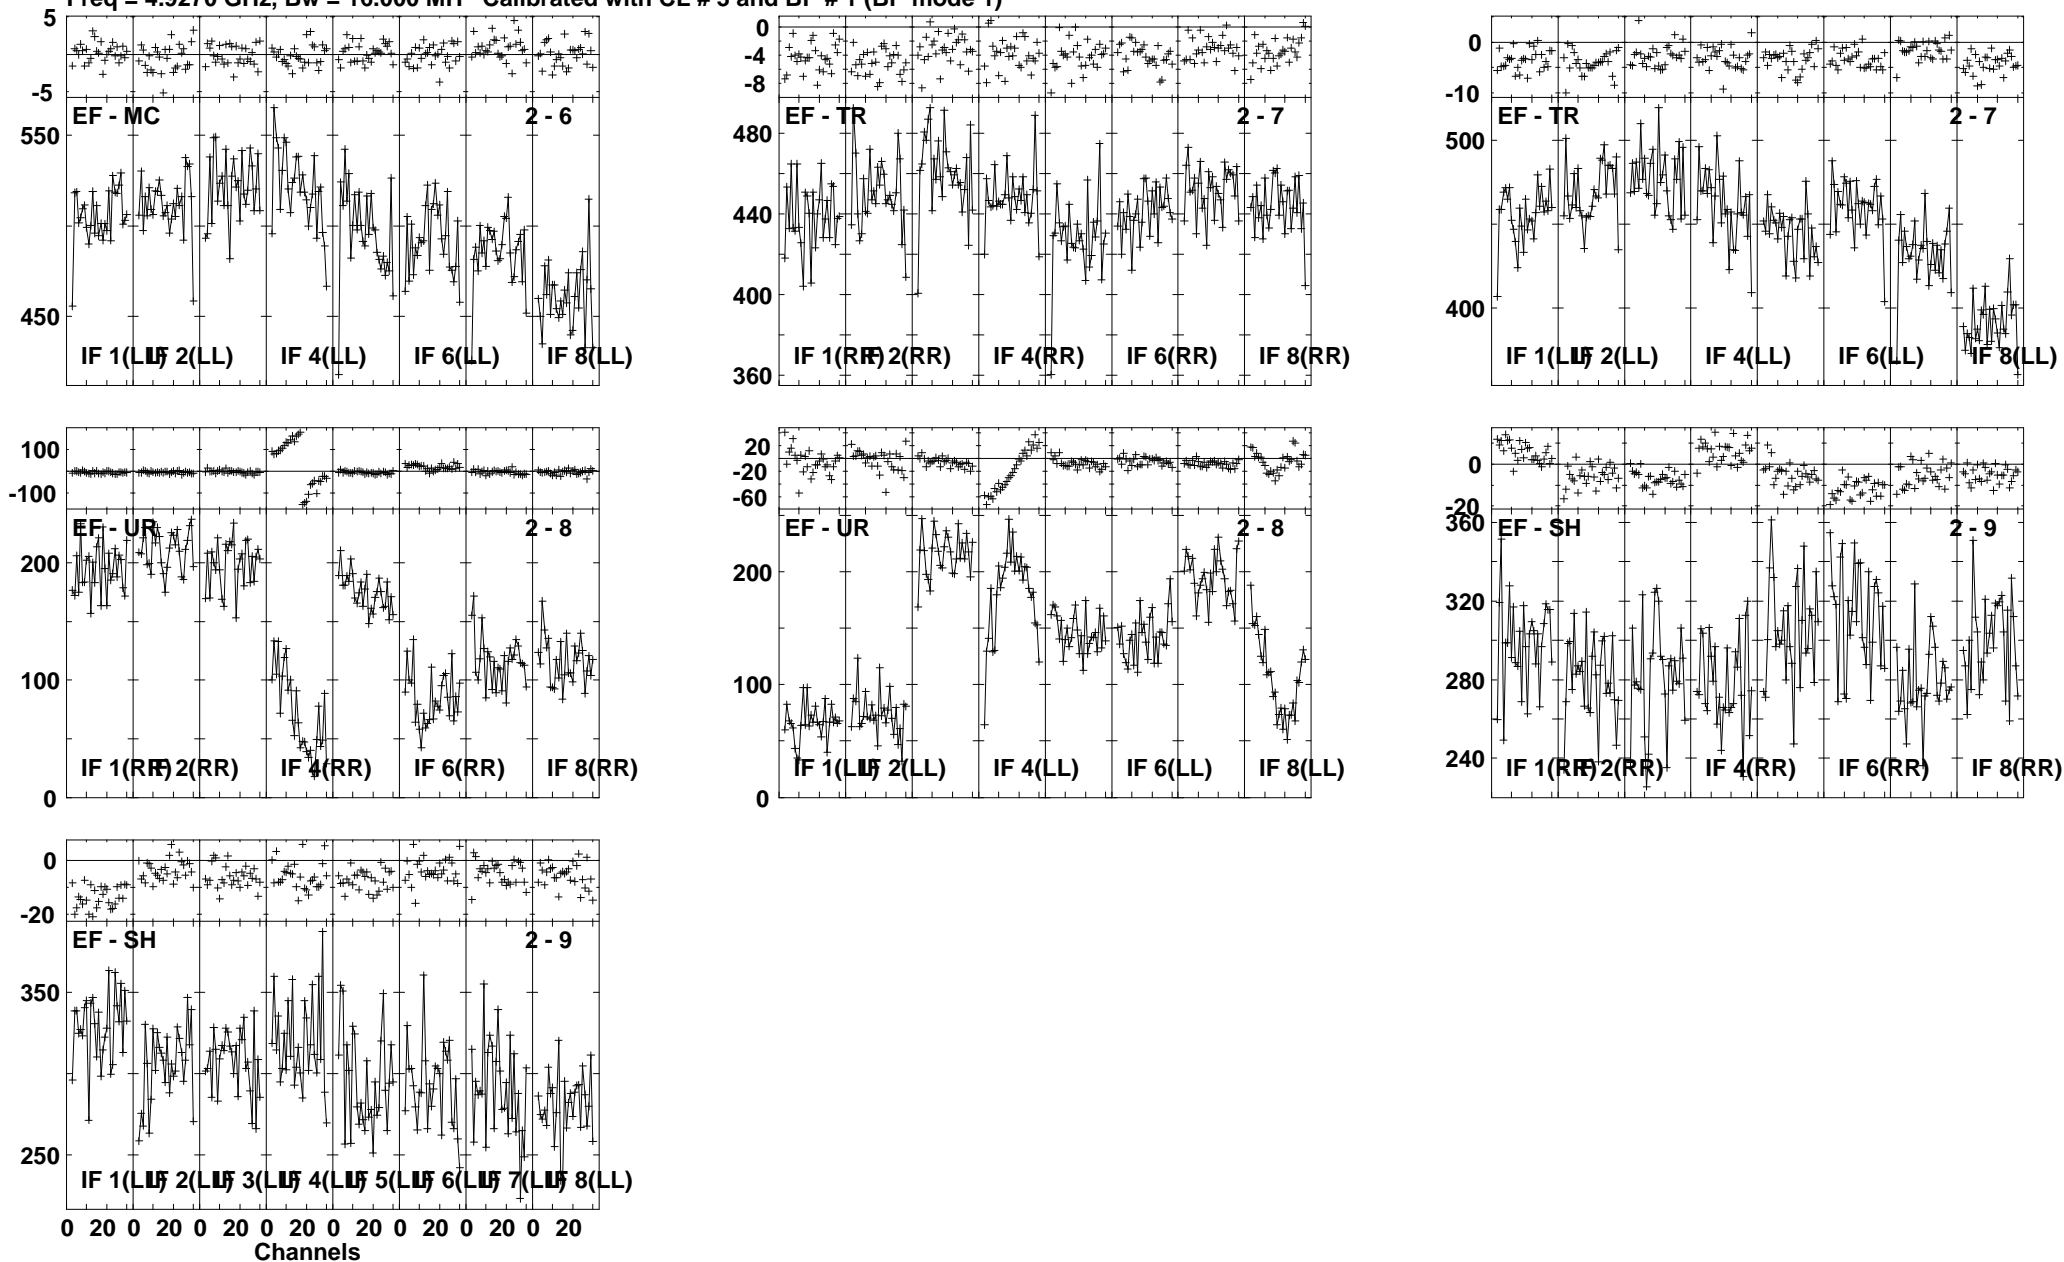 Freq = 4.9270 GHz, Bw = 16.000 MH Calibrated with CL # 3 and BP # 1 (BP mode 1)
5
-5
EF - MC 2 - 6
550
450
IF 1(LL) IF 2(LL) IF 4(LL) IF 6(LL) IF 8(LL)
0
-4
-8
EF - TR 2 - 7
480
440
400
360
IF 1(RR) IF 2(RR) IF 4(RR) IF 6(RR) IF 8(RR)
0
-10
EF - TR 2 - 7
500
400
IF 1(LL) IF 2(LL) IF 4(LL) IF 6(LL) IF 8(LL)
100
-100
EF - UR 2 - 8
200
100
0
IF 1(RR) IF 2(RR) IF 4(RR) IF 6(RR) IF 8(RR)
20
-20
-60
EF - UR 2 - 8
200
100
0
IF 1(LL) IF 2(LL) IF 4(LL) IF 6(LL) IF 8(LL)
0
-20
EF - SH 2 - 9
360
320
280
240
IF 1(RR) IF 2(RR) IF 4(RR) IF 6(RR) IF 8(RR)
0
-20
EF - SH 2 - 9
350
250
IF 1(LL) IF 2(LL) IF 3(LL) IF 4(LL) IF 5(LL) IF 6(LL) IF 7(LL) IF 8(LL)
0 20 0 20 0 20 0 20 0 20 0 20 0 20 0 20
Channels